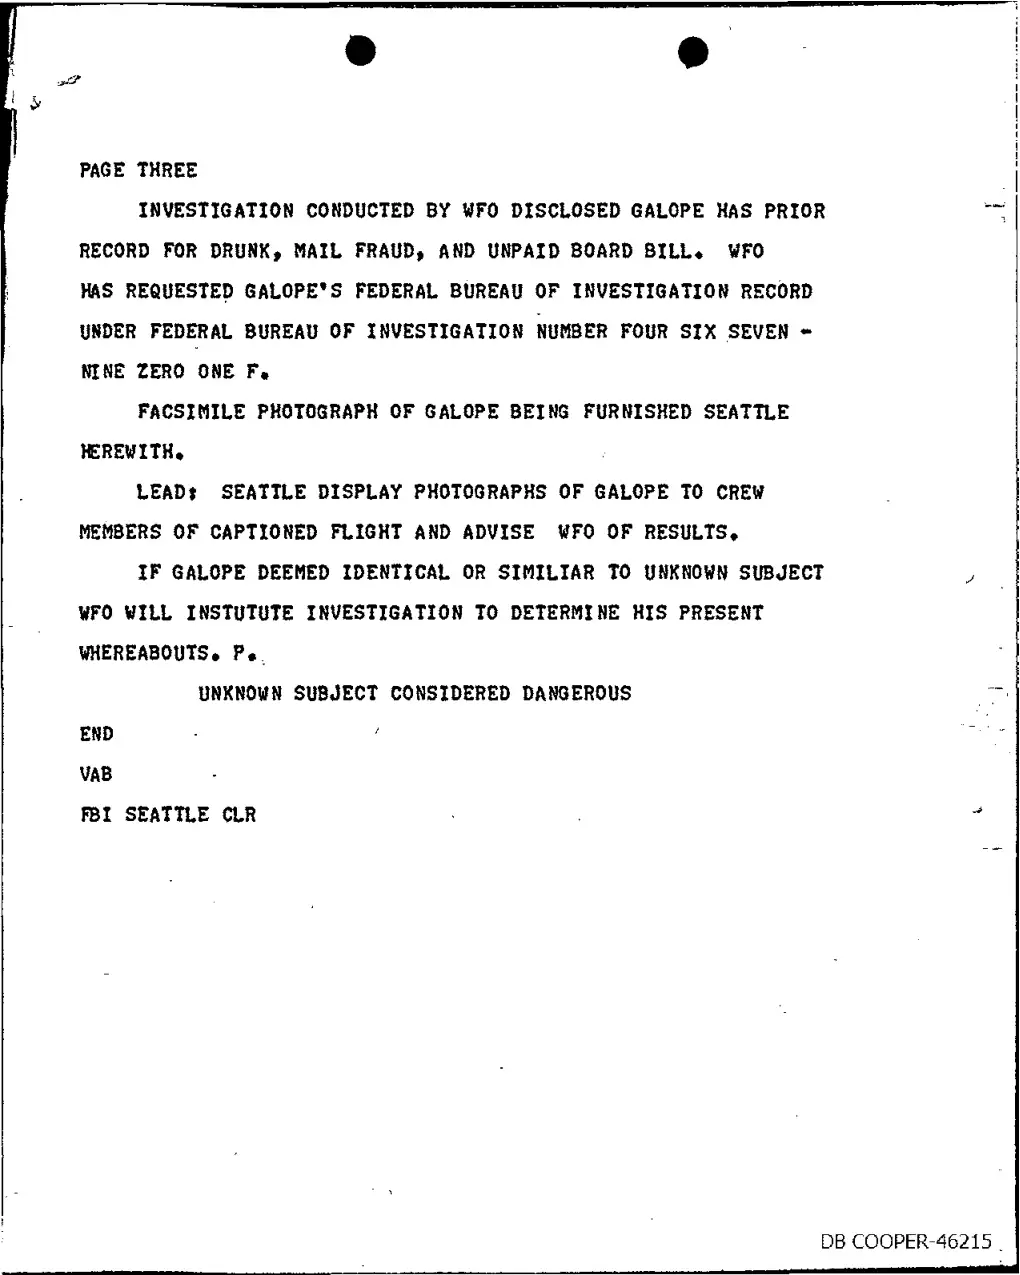 PAGE THREE
INVESTIGATION CONDUCTED BY WFO DISCLOSED GALOPE HAS PRIOR
RECORD FOR DRUNK, MAIL FRAUD, AND UNPAID BOARD BILL. WFO
HAS REQUESTED GALOPE'S FEDERAL BUREAU OF INVESTIGATION RECORD
UNDER FEDERAL BUREAU OF INVESTIGATION NUMBER FOUR SIX SEVEN -
NINE ZERO ONE F.
FACSIMILE PHOTOGRAPH OF GALOPE BEING FURNISHED SEATTLE
HEREWITH.
LEAD: SEATTLE DISPLAY PHOTOGRAPHS OF GALOPE TO CREW
MEMBERS OF CAPTIONED FLIGHT AND ADVISE WFO OF RESULTS.
IF GALOPE DEEMED IDENTICAL OR SIMILIAR TO UNKNOWN SUBJECT
WFO WILL INSTUTUTE INVESTIGATION TO DETERMINE HIS PRESENT
WHEREABOUTS. P.
UNKNOWN SUBJECT CONSIDERED DANGEROUS
END
VAB
FBI SEATTLE CLR
DB COOPER-46215